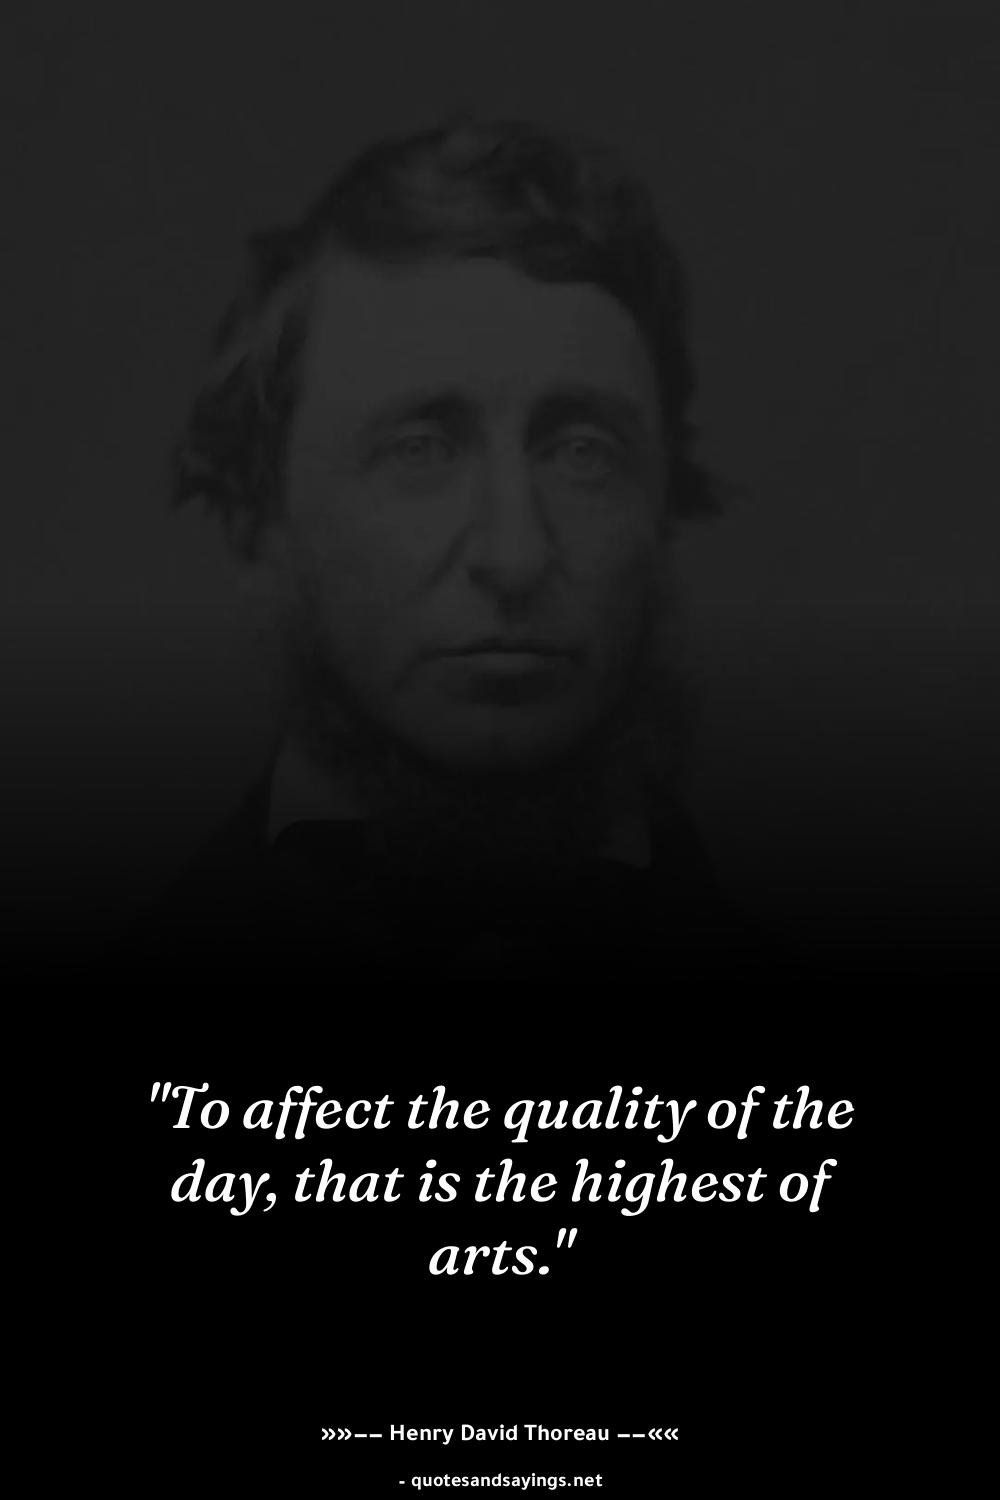 "To affect the quality of the
day, that is the highest of
arts."
»»–– Henry David Thoreau ––««
- quotesandsayings.net